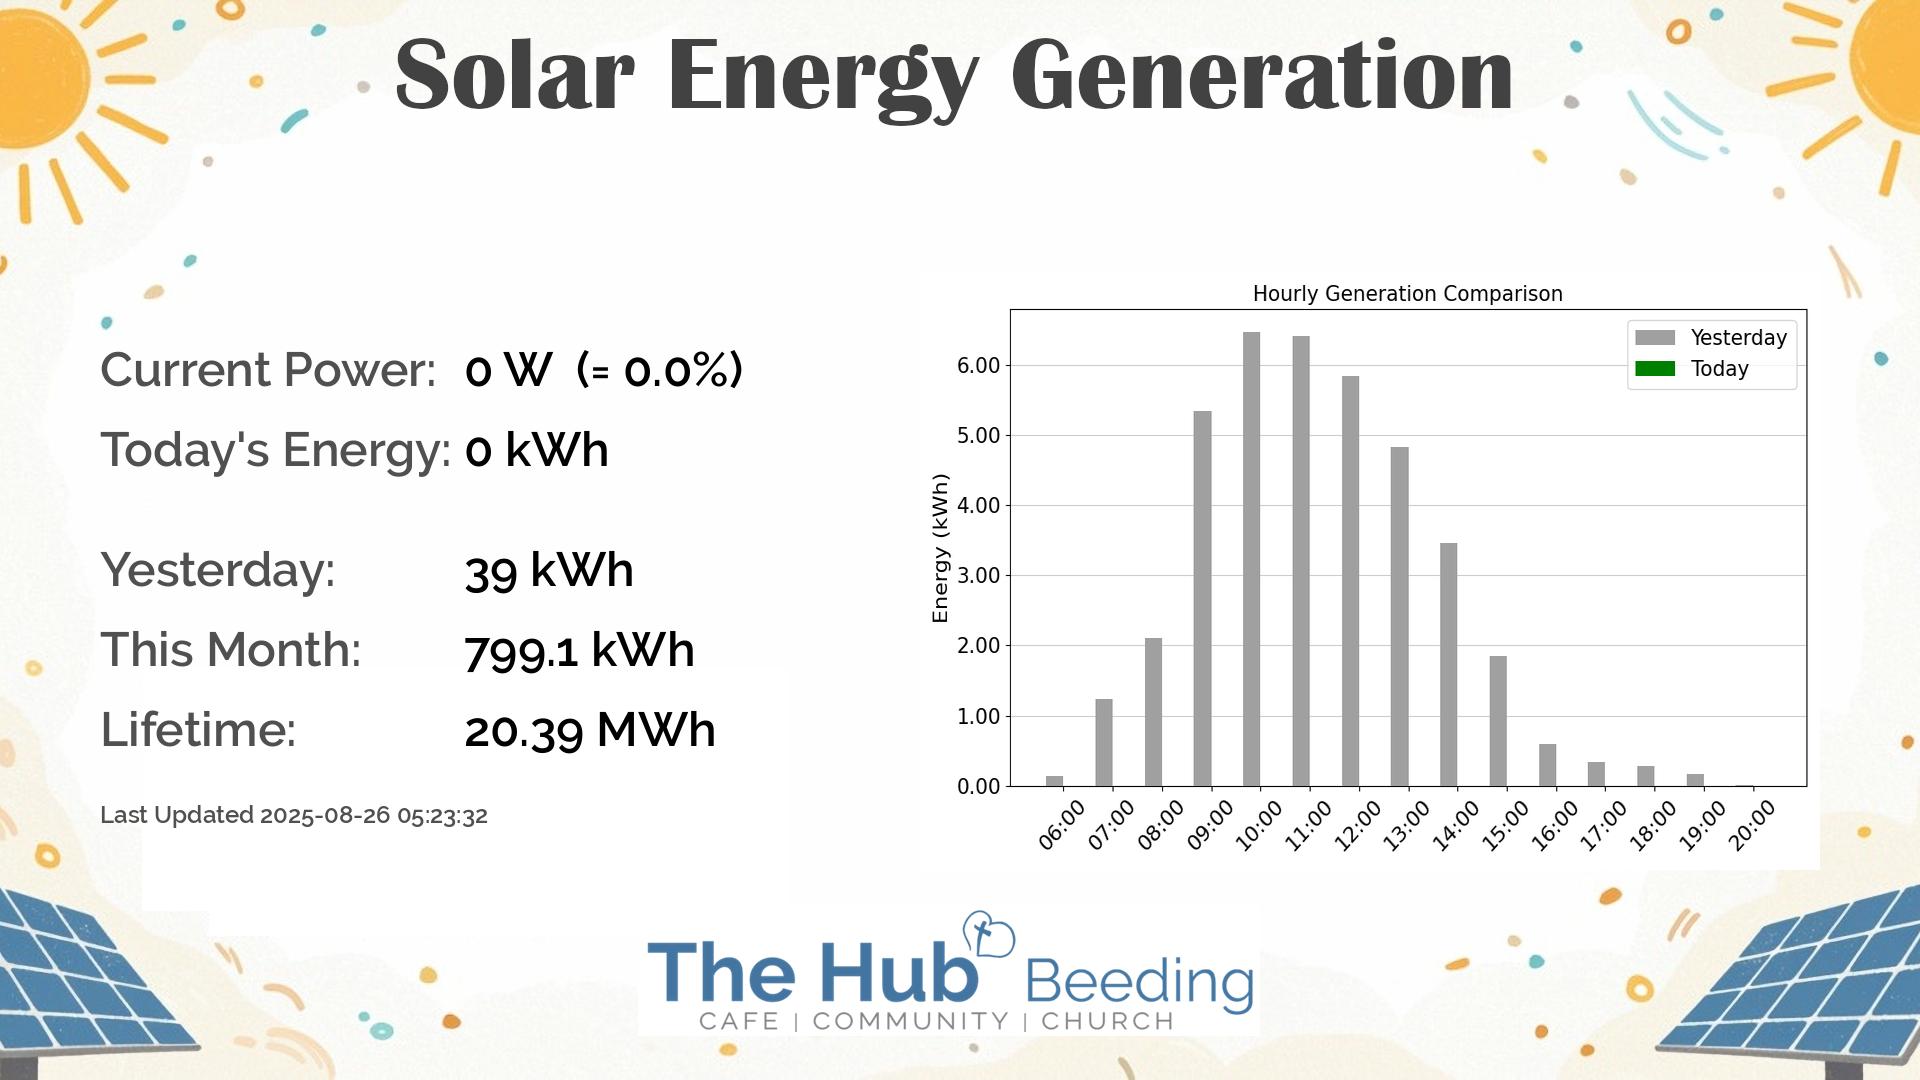 Solar Energy Generation
Current Power: 0 W (= 0.0%)
Today's Energy: 0 kWh
Yesterday: 39 kWh
This Month: 799.1 kWh
Lifetime: 20.39 MWh
Last Updated 2025-08-26 05:23:32
Hourly Generation Comparison
Yesterday
Today
Energy (kWh)
6.00
5.00
4.00
3.00
2.00
1.00
0.00
06:00 07:00 08:00 09:00 10:00 11:00 12:00 13:00 14:00 15:00 16:00 17:00 18:00 19:00 20:00
The Hub Beeding
CAFE | COMMUNITY | CHURCH